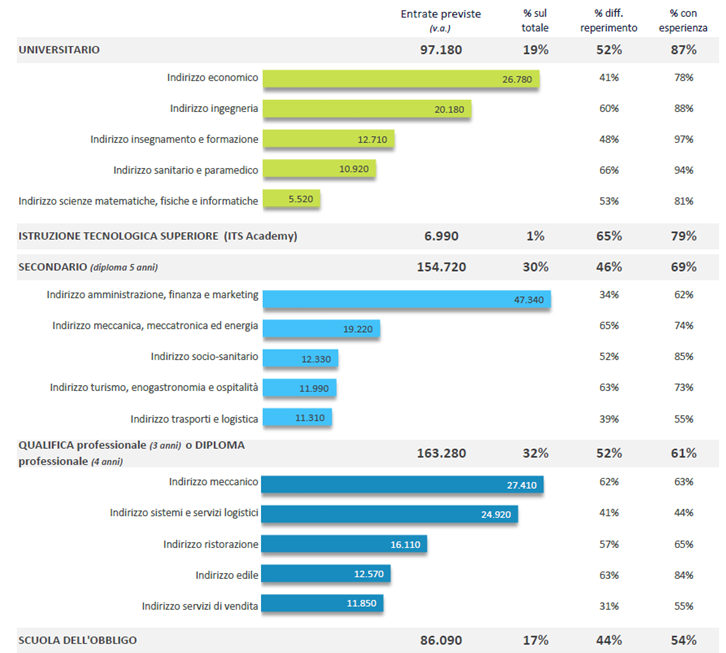 Entrate previste % sul % diff. % con
(v.a.) totale reperimento esperienza
UNIVERSITARIO 97.180 19% 52% 87%
Indirizzo economico 26.780 41% 78%
Indirizzo ingegneria 20.180 60% 88%
Indirizzo insegnamento e formazione 12.710 48% 97%
Indirizzo sanitario e paramedico 10.920 66% 94%
Indirizzo scienze matematiche, fisiche e informatiche 5.520 53% 81%
ISTRUZIONE TECNOLOGICA SUPERIORE (ITS Academy) 6.990 1% 65% 79%
SECONDARIO (diploma 5 anni) 154.720 30% 46% 69%
Indirizzo amministrazione, finanza e marketing 47.340 34% 62%
Indirizzo meccanica, meccatronica ed energia 19.220 65% 74%
Indirizzo socio-sanitario 12.330 52% 85%
Indirizzo turismo, enogastronomia e ospitalità 11.990 63% 73%
Indirizzo trasporti e logistica 11.310 39% 55%
QUALIFICA professionale (3 anni) o DIPLOMA
professionale (4 anni) 163.280 32% 52% 61%
Indirizzo meccanico 27.410 62% 63%
Indirizzo sistemi e servizi logistici 24.920 41% 44%
Indirizzo ristorazione 16.110 57% 65%
Indirizzo edile 12.570 63% 84%
Indirizzo servizi di vendita 11.850 31% 55%
SCUOLA DELL'OBBLIGO 86.090 17% 44% 54%